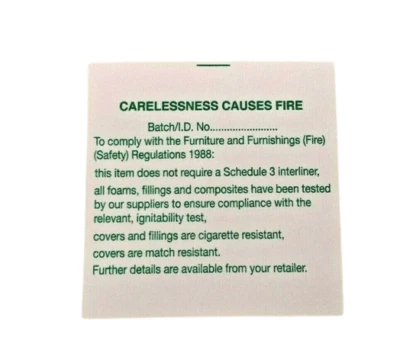 CARELESSNESS CAUSES FIRE
Batch/I.D. No........................
To comply with the Furniture and Furnishings (Fire)
(Safety) Regulations 1988:
this item does not require a Schedule 3 interliner,
all foams, fillings and composites have been tested
by our suppliers to ensure compliance with the
relevant, ignitability test,
covers and fillings are cigarette resistant,
covers are match resistant.
Further details are available from your retailer.